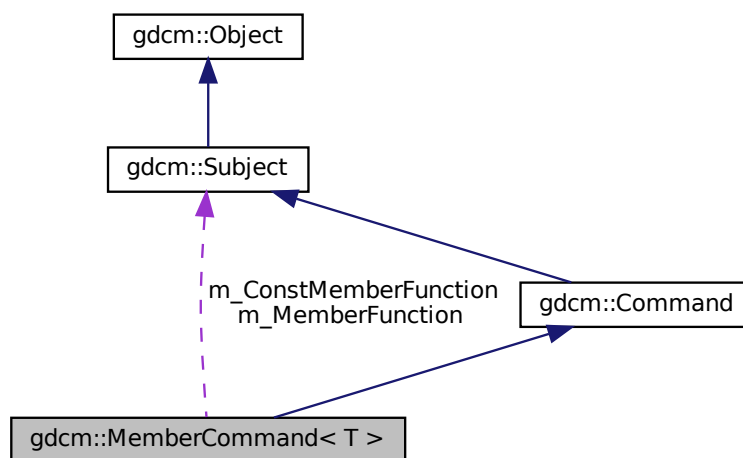 gdcm::Object
gdcm::Subject
m_ConstMemberFunction
m_MemberFunction
gdcm::Command
gdcm::MemberCommand< T >